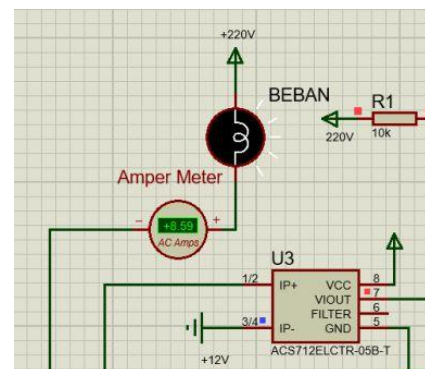 +220V
BEBAN
R1
220V
10k
Amper Meter
− +8.59 +
AC Amps
U3
1/2 IP+ VCC 8
VIOUT 7
FILTER 6
3/4 IP- GND 5
+12V
ACS712ELCTR-05B-T